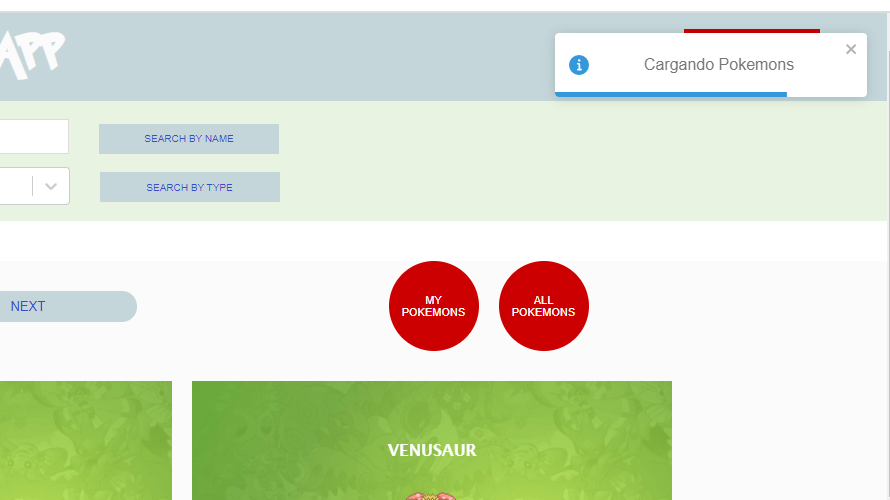 APP
Cargando Pokemons
SEARCH BY NAME
SEARCH BY TYPE
NEXT
MY
POKEMONS
ALL
POKEMONS
VENUSAUR